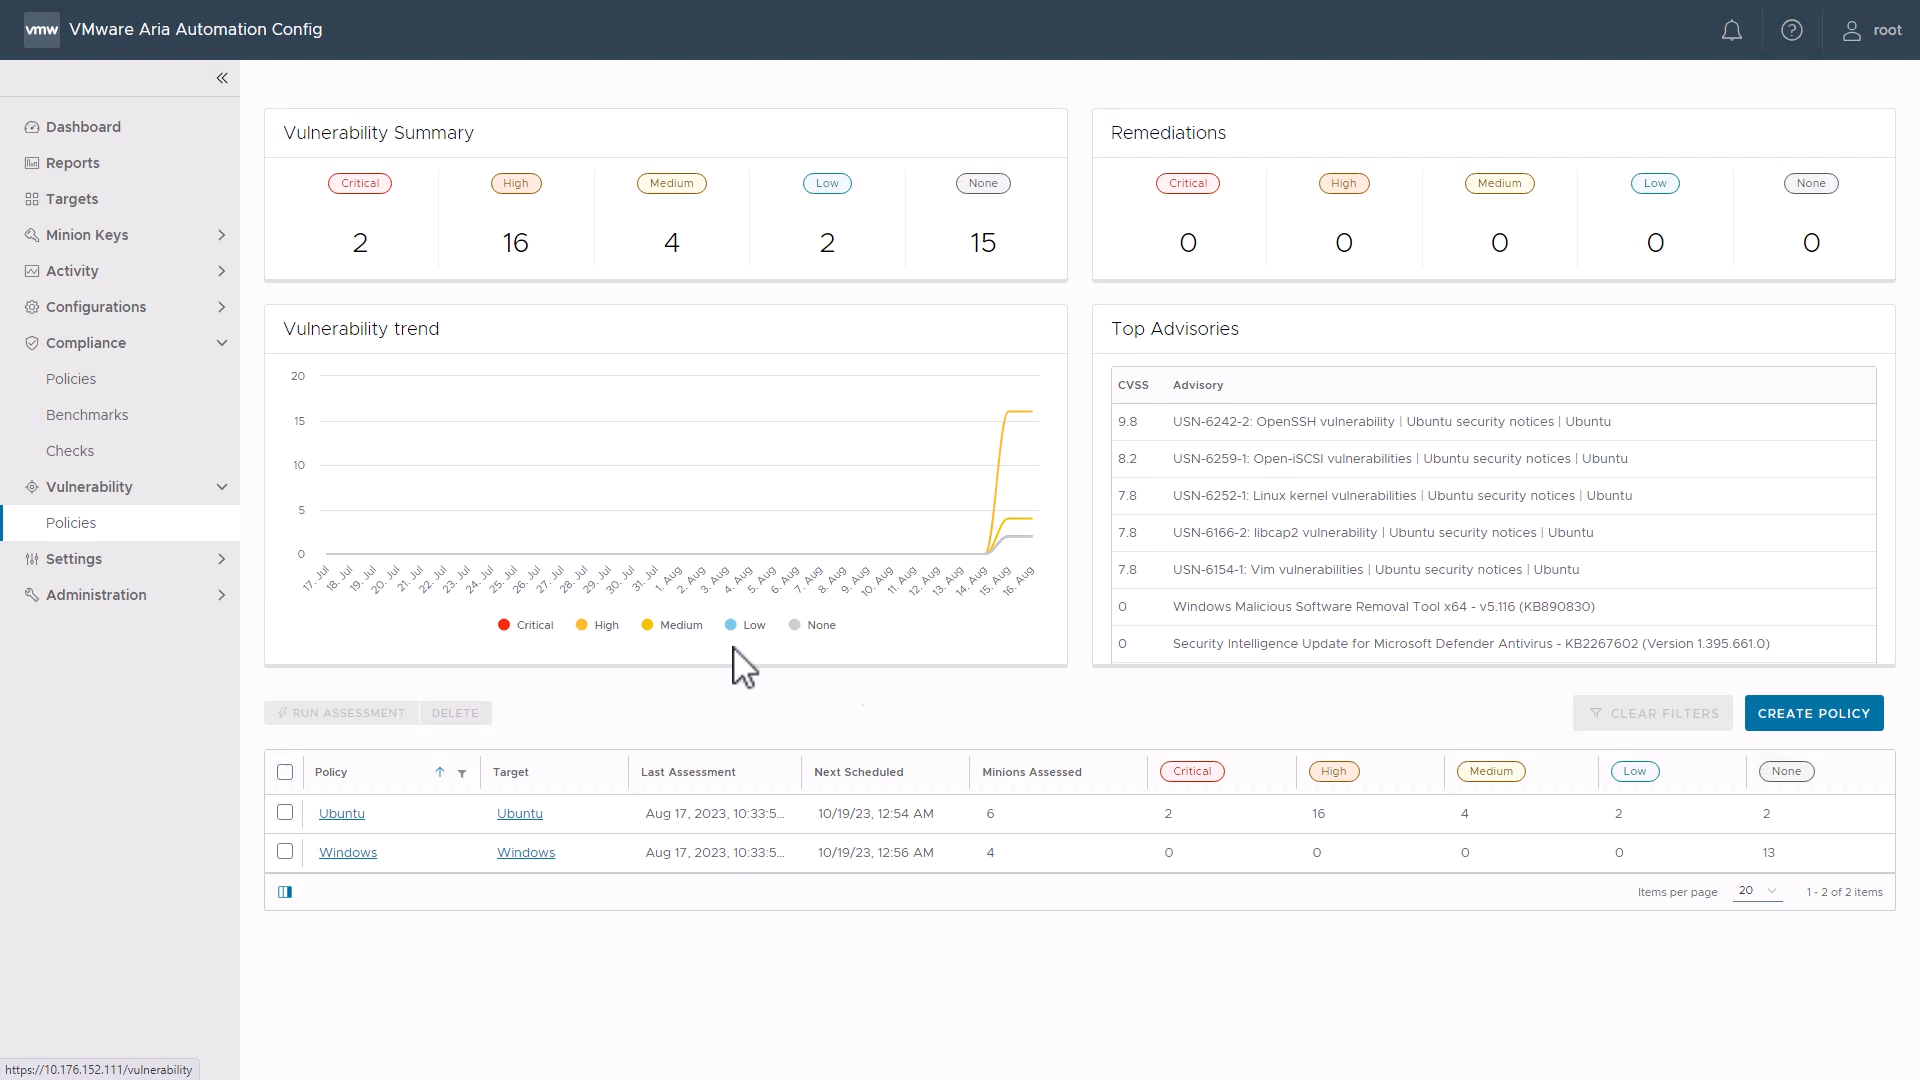 vmw VMware Aria Automation Config
root
Dashboard
Reports
Targets
Minion Keys
Activity
Configurations
Compliance
Policies
Benchmarks
Checks
Vulnerability
Policies
Settings
Administration
Vulnerability Summary
Critical High Medium Low None
2 16 4 2 15
Remediations
Critical High Medium Low None
0 0 0 0 0
Vulnerability trend
20
15
10
5
0
17. Jul 18. Jul 19. Jul 20. Jul 21. Jul 22. Jul 23. Jul 24. Jul 25. Jul 26. Jul 27. Jul 28. Jul 29. Jul 30. Jul 31. Jul 1. Aug 2. Aug 3. Aug 4. Aug 5. Aug 6. Aug 7. Aug 8. Aug 9. Aug 10. Aug 11. Aug 12. Aug 13. Aug 14. Aug 15. Aug 16. Aug
Critical High Medium Low None
Top Advisories
CVSS Advisory
9.8 USN-6242-2: OpenSSH vulnerability | Ubuntu security notices | Ubuntu
8.2 USN-6259-1: Open-iSCSI vulnerabilities | Ubuntu security notices | Ubuntu
7.8 USN-6252-1: Linux kernel vulnerabilities | Ubuntu security notices | Ubuntu
7.8 USN-6166-2: libcap2 vulnerability | Ubuntu security notices | Ubuntu
7.8 USN-6154-1: Vim vulnerabilities | Ubuntu security notices | Ubuntu
0 Windows Malicious Software Removal Tool x64 - v5.116 (KB890830)
0 Security Intelligence Update for Microsoft Defender Antivirus - KB2267602 (Version 1.395.661.0)
RUN ASSESSMENT DELETE CLEAR FILTERS CREATE POLICY
Policy Target Last Assessment Next Scheduled Minions Assessed Critical High Medium Low None
Ubuntu Ubuntu Aug 17, 2023, 10:33:5... 10/19/23, 12:54 AM 6 2 16 4 2 2
Windows Windows Aug 17, 2023, 10:33:5... 10/19/23, 12:56 AM 4 0 0 0 0 13
Items per page 20 1 - 2 of 2 items
https://10.176.152.111/vulnerability